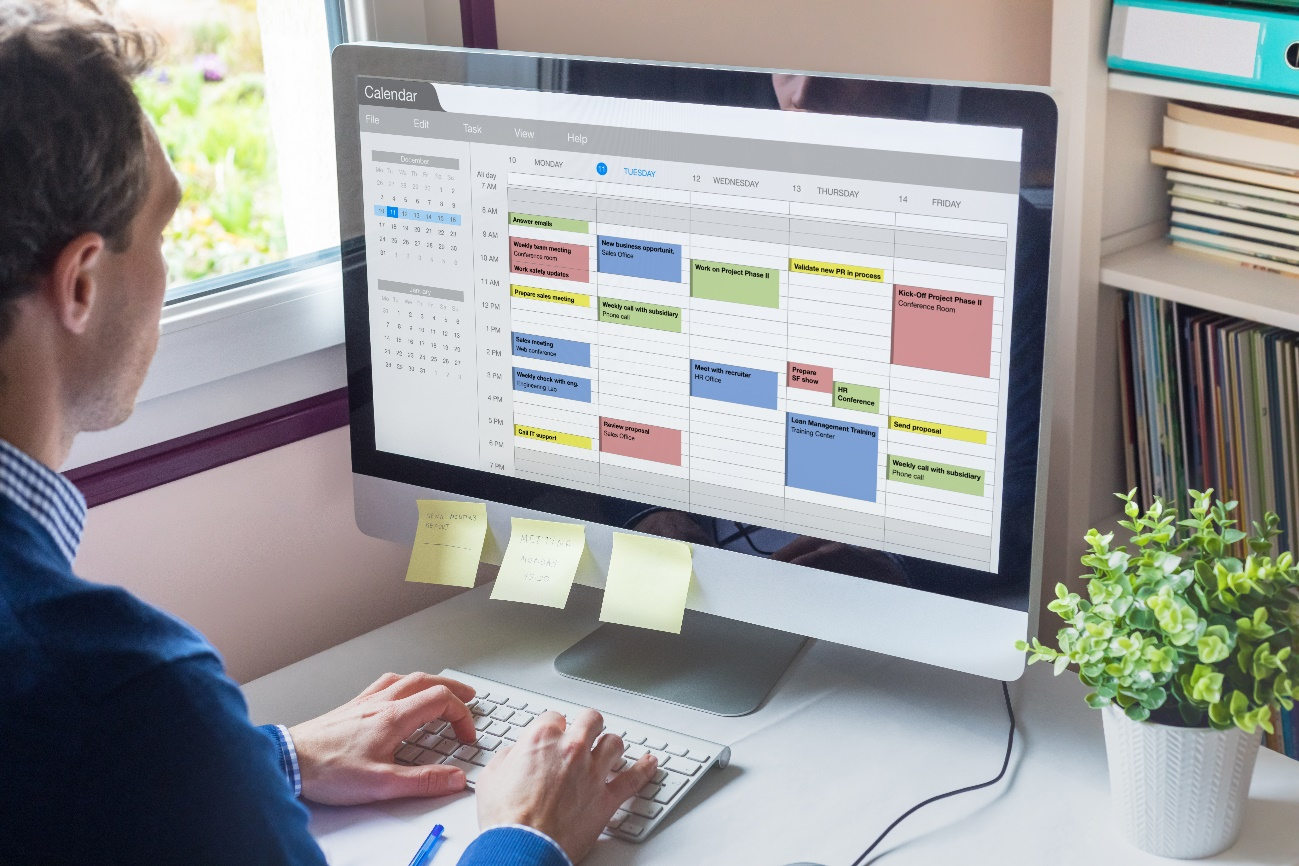 Calendar
File Edit Task View Help
December
January
10 MONDAY
11 TUESDAY
12 WEDNESDAY
13 THURSDAY
14 FRIDAY
All day
7 AM
8 AM
9 AM
10 AM
11 AM
12 PM
1 PM
2 PM
3 PM
4 PM
5 PM
6 PM
7 PM
Answer emails
Weekly team meeting
Conference room
Work safety updates
Prepare sales meeting
Sales meeting
Web conference
Weekly check with eng.
Engineering Lab
Call IT support
New business opportunit.
Sales Office
Weekly call with subsidiary
Phone call
Review proposal
Sales Office
Work on Project Phase II
Meet with recruiter
HR Office
Validate new PR in process
Prepare
SF show
HR
Conference
Lean Management Training
Training Center
Kick-Off Project Phase II
Conference Room
Send proposal
Weekly call with subsidiary
Phone call
MEETING
MONDAY